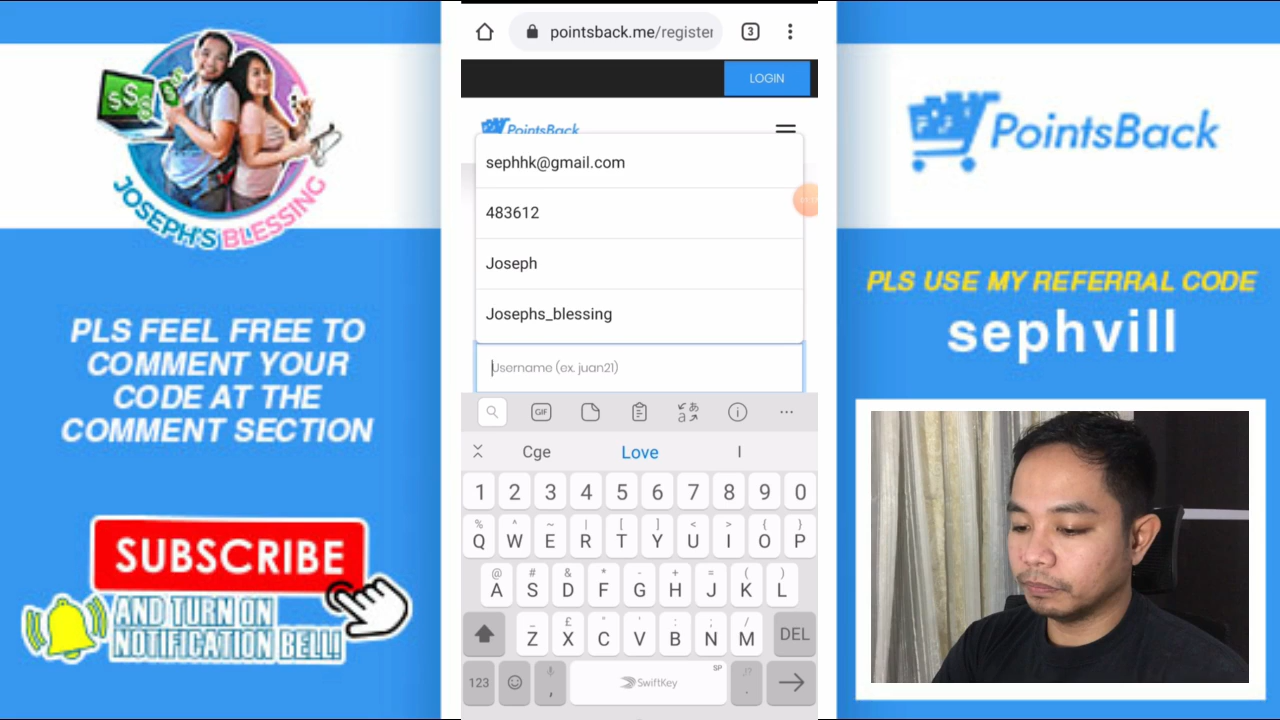 JOSEPH'S BLESSING
PLS FEEL FREE TO
COMMENT YOUR
CODE AT THE
COMMENT SECTION
SUBSCRIBE
AND TURN ON
NOTIFICATION BELL!
pointsback.me/register
3
LOGIN
PointsBack
sephhk@gmail.com
483612
Joseph
Josephs_blessing
Username (ex. juan21)
GIF
Cge Love I
1 2 3 4 5 6 7 8 9 0
% ^ ~ | [ ] < > { }
Q W E R T Y U I O P
@ # & * - + = ( )
A S D F G H J K L
_ £ " ' : ; /
Z X C V B N M DEL
SP
123 , SwiftKey .
PointsBack
PLS USE MY REFERRAL CODE
sephvill